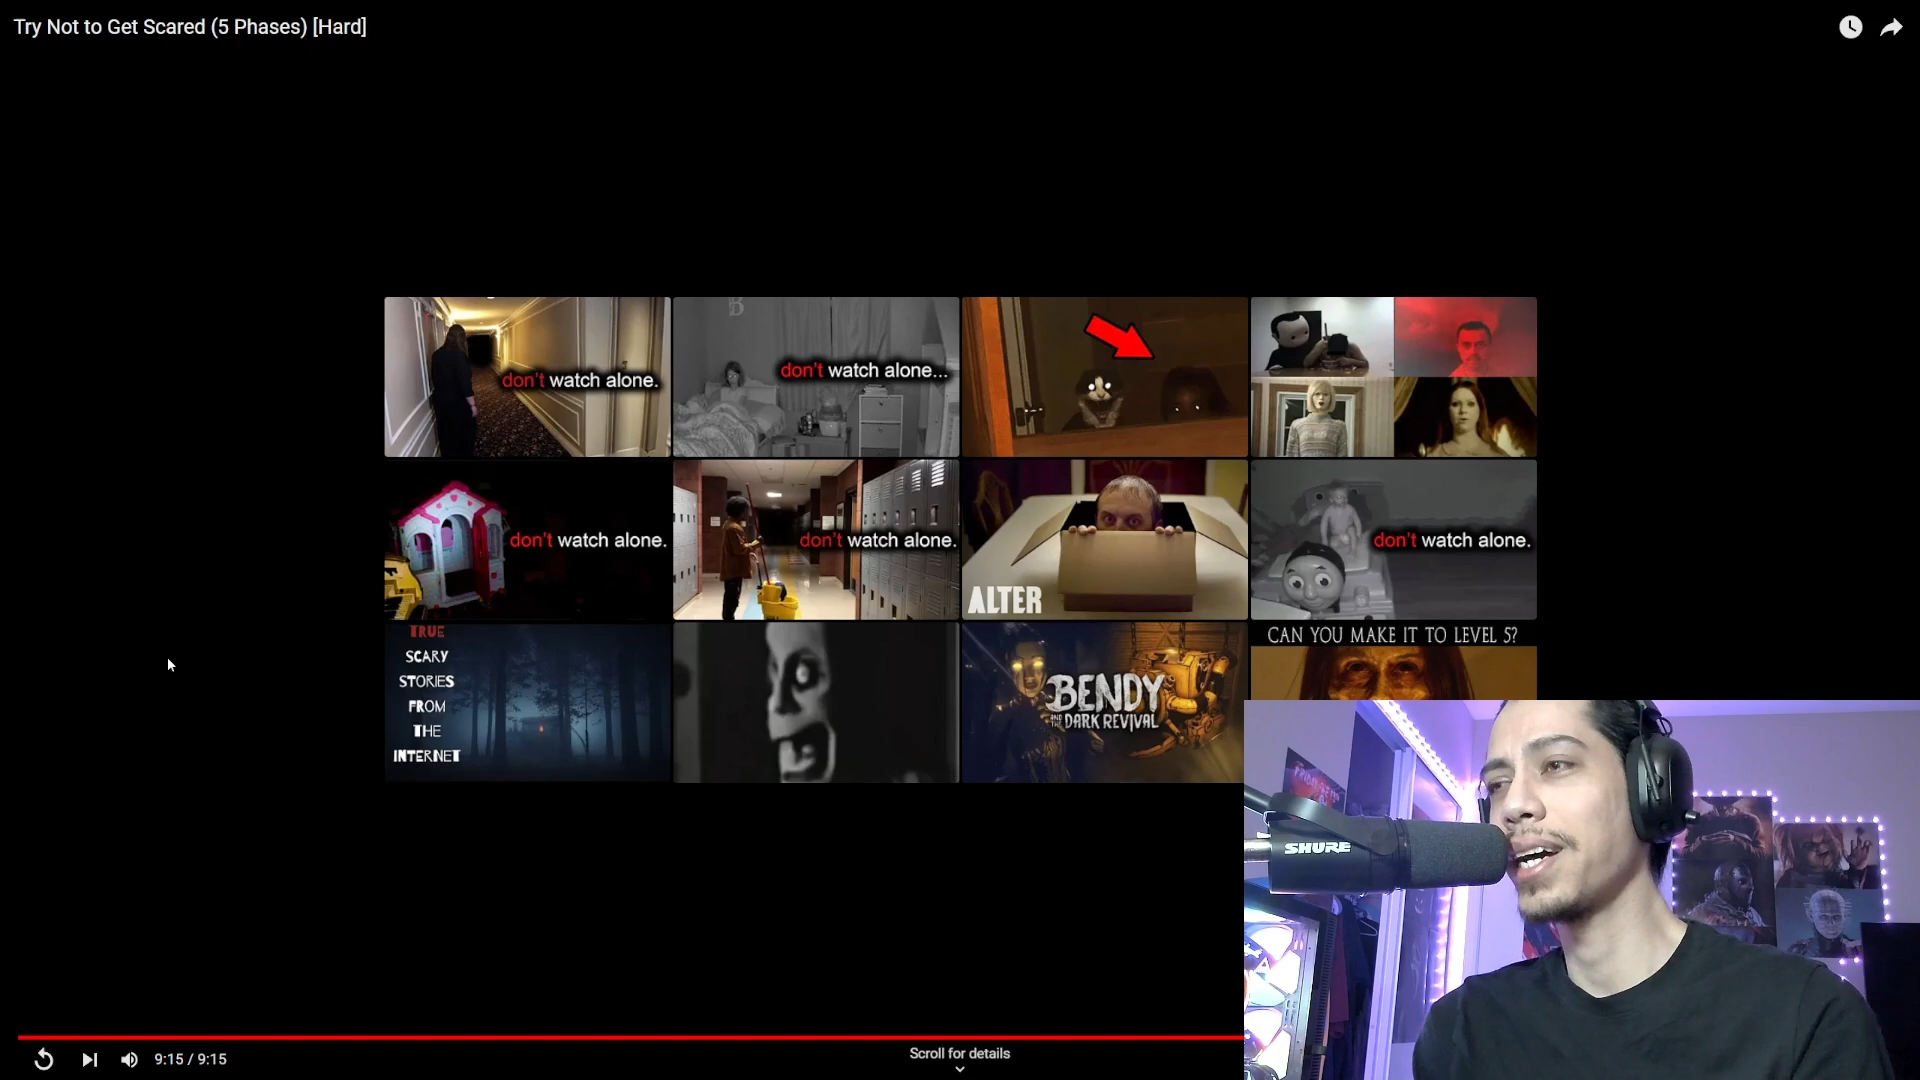 Try Not to Get Scared (5 Phases) [Hard]
don't watch alone.
B
don't watch alone...
don't watch alone.
don't watch alone.
ALTER
don't watch alone.
TRUE
SCARY
STORIES
FROM
THE
INTERNET
BENDY
AND THE
DARK REVIVAL
CAN YOU MAKE IT TO LEVEL 5?
SHURE
9:15 / 9:15
Scroll for details